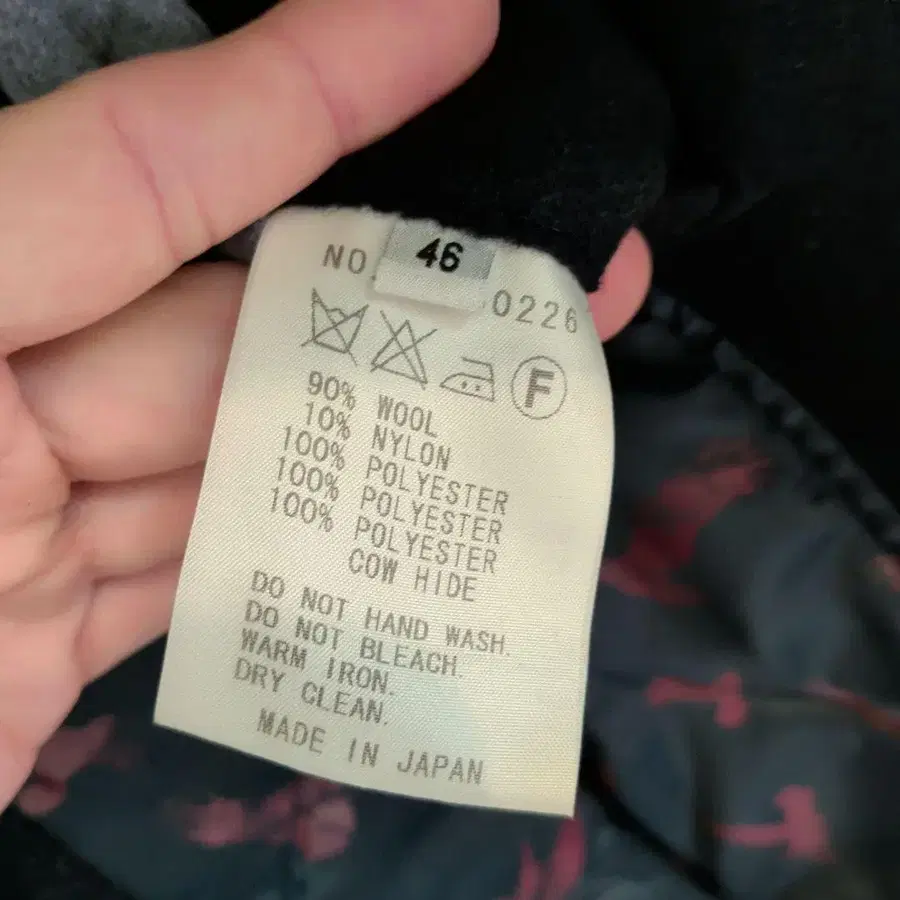 46
NO. 0226
F
90% WOOL
10% NYLON
100% POLYESTER
100% POLYESTER
100% POLYESTER
COW HIDE
DO NOT HAND WASH.
DO NOT BLEACH.
WARM IRON.
DRY CLEAN.
MADE IN JAPAN